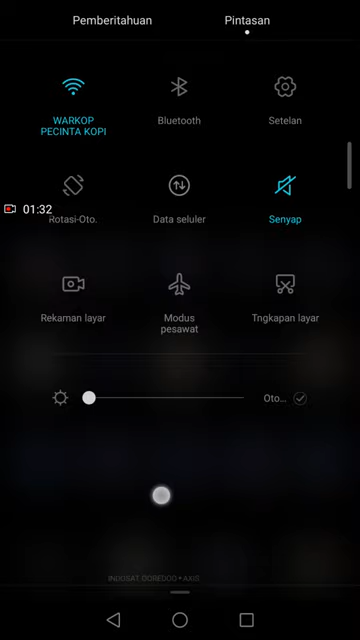 Pemberitahuan
Pintasan
WARKOP
PECINTA KOPI
Bluetooth
Setelan
01:32
Rotasi-Oto.
Data seluler
Senyap
Rekaman layar
Modus
pesawat
Tngkapan layar
Oto...
INDOSAT OOREDOO • AXIS